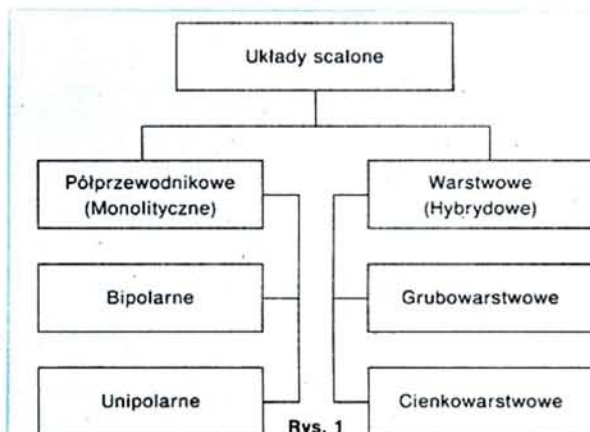 Układy scalone
Półprzewodnikowe
(Monolityczne)
Warstwowe
(Hybrydowe)
Bipolarne
Grubowarstwowe
Unipolarne
Cienkowarstwowe
Rys. 1